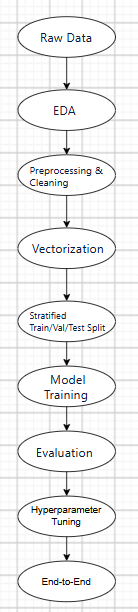 Raw Data
EDA
Preprocessing &
Cleaning
Vectorization
Stratified
Train/Val/Test Split
Model
Training
Evaluation
Hyperparameter
Tuning
End-to-End